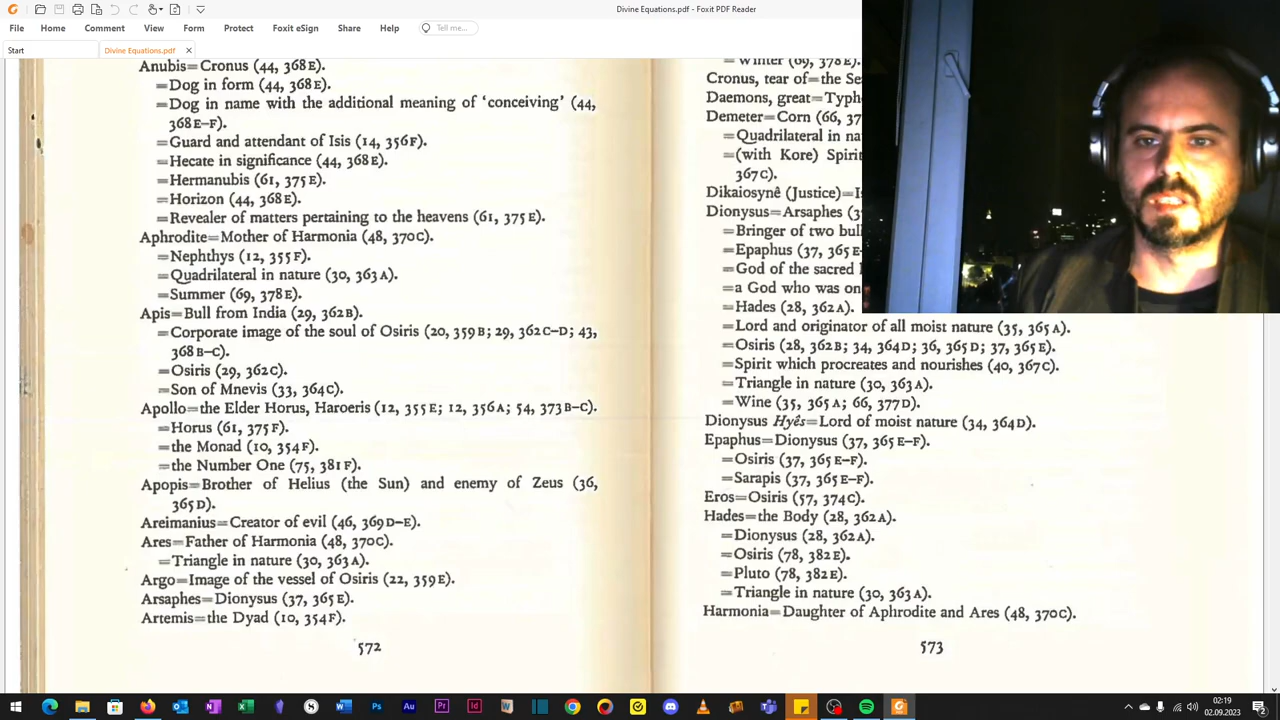 Divine Equations.pdf - Foxit PDF Reader
File Home Comment View Form Protect Foxit eSign Share Help Tell me...
Start Divine Equations.pdf
Anubis=Cronus (44, 368E).
=Dog in form (44, 368E).
=Dog in name with the additional meaning of ‘conceiving’ (44,
368E–F).
=Guard and attendant of Isis (14, 356F).
=Hecate in significance (44, 368E).
=Hermanubis (61, 375E).
=Horizon (44, 368E).
=Revealer of matters pertaining to the heavens (61, 375E).
Aphrodite=Mother of Harmonia (48, 370C).
=Nephthys (12, 355F).
=Quadrilateral in nature (30, 363A).
=Summer (69, 378E).
Apis=Bull from India (29, 362B).
=Corporate image of the soul of Osiris (20, 359B; 29, 362C–D; 43,
368B–C).
=Osiris (29, 362C).
=Son of Mnevis (33, 364C).
Apollo=the Elder Horus, Haroeris (12, 355E; 12, 356A; 54, 373B–C).
=Horus (61, 375F).
=the Monad (10, 354F).
=the Number One (75, 381F).
Apopis=Brother of Helius (the Sun) and enemy of Zeus (36,
365D).
Areimanius=Creator of evil (46, 369D–E).
Ares=Father of Harmonia (48, 370C).
=Triangle in nature (30, 363A).
Argo=Image of the vessel of Osiris (22, 359E).
Arsaphes=Dionysus (37, 365E).
Artemis=the Dyad (10, 354F).
572
=Winter (69, 378E).
Cronus, tear of=the Se
Daemons, great=Typh
Demeter=Corn (66, 37
=Quadrilateral in na
=(with Kore) Spiri
367C).
Dikaiosynê (Justice)=I
Dionysus=Arsaphes (3
=Bringer of two bul
=Epaphus (37, 365E
=God of the sacred
=a God who was on
=Hades (28, 362A).
=Lord and originator of all moist nature (35, 365A).
=Osiris (28, 362B; 34, 364D; 36, 365D; 37, 365E).
=Spirit which procreates and nourishes (40, 367C).
=Triangle in nature (30, 363A).
=Wine (35, 365A; 66, 377D).
Dionysus Hyês=Lord of moist nature (34, 364D).
Epaphus=Dionysus (37, 365E–F).
=Osiris (37, 365E–F).
=Sarapis (37, 365E–F).
Eros=Osiris (57, 374C).
Hades=the Body (28, 362A).
=Dionysus (28, 362A).
=Osiris (78, 382E).
=Pluto (78, 382E).
=Triangle in nature (30, 363A).
Harmonia=Daughter of Aphrodite and Ares (48, 370C).
573
02:19
02.09.2023